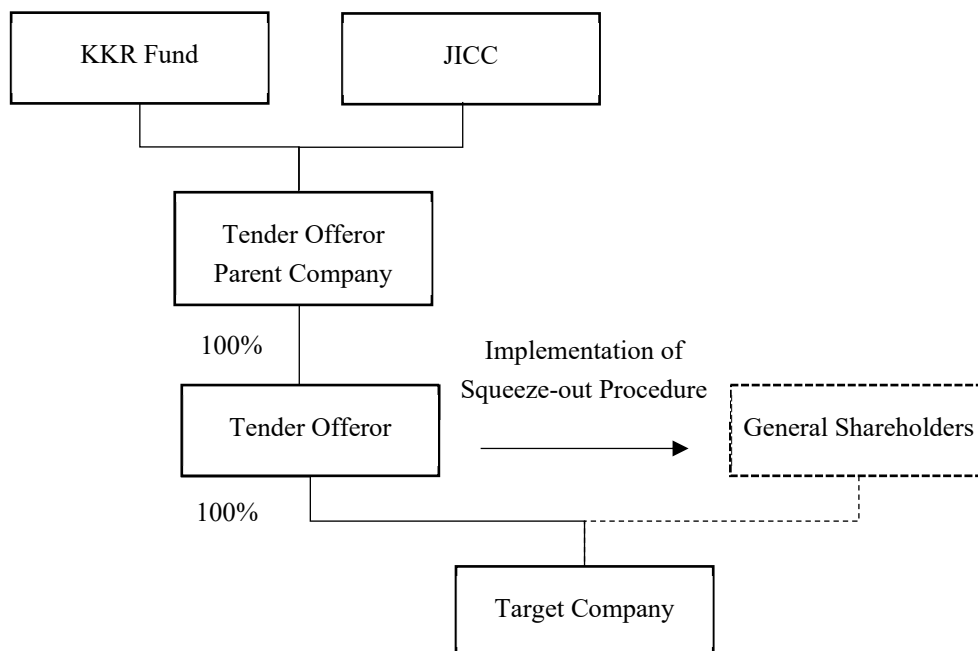 KKR Fund
JICC
Tender Offeror
Parent Company
100%
Implementation of
Squeeze-out Procedure
Tender Offeror
General Shareholders
100%
Target Company